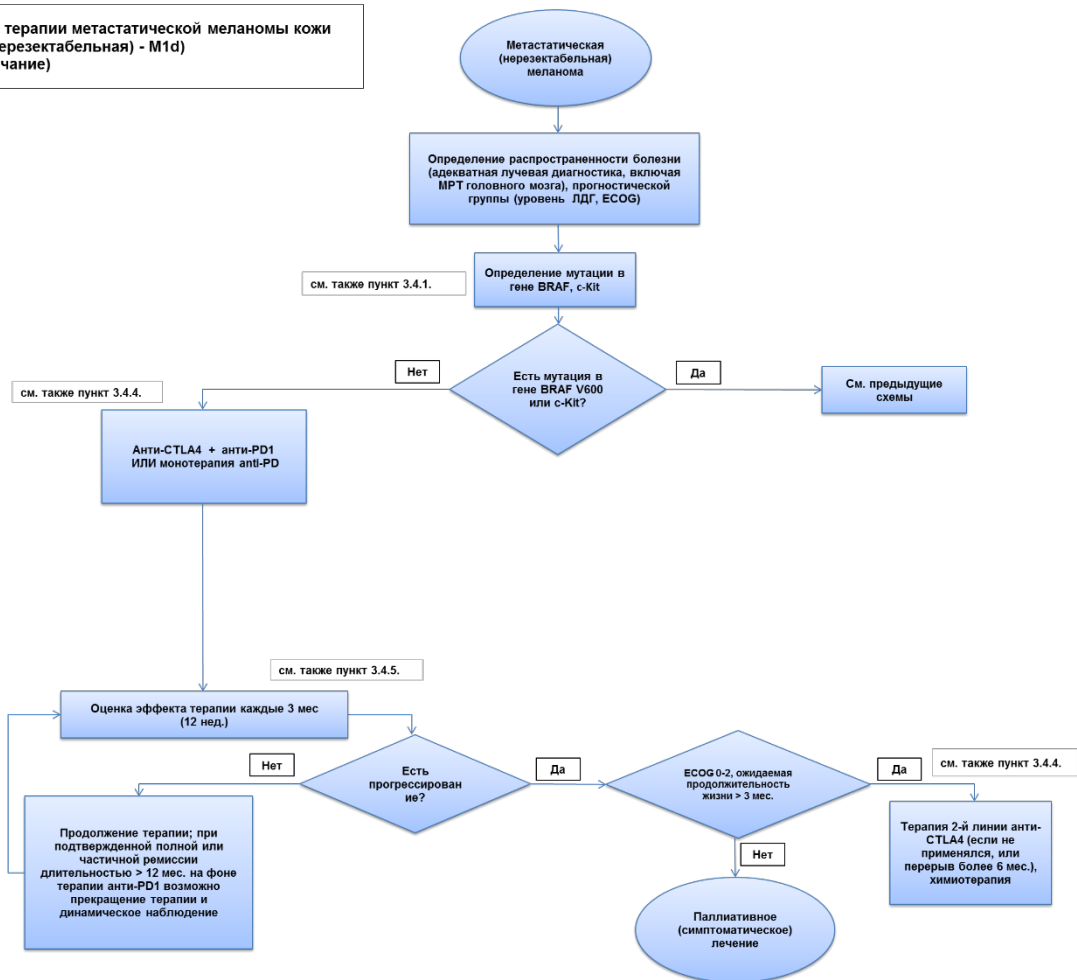 терапии метастатической меланомы кожи
ерезектабельная) - M1d)
чание)
Метастатическая
(нерезектабельная)
меланома
Определение распространенности болезни
(адекватная лучевая диагностика, включая
МРТ головного мозга), прогностической
группы (уровень ЛДГ, ECOG)
см. также пункт 3.4.1.
Определение мутации в
гене BRAF, c-Kit
Нет
Есть мутация в
гене BRAF V600
или c-Kit?
Да
См. предыдущие
схемы
см. также пункт 3.4.4.
Анти-CTLA4 + анти-PD1
ИЛИ монотерапия anti-PD
см. также пункт 3.4.5.
Оценка эффекта терапии каждые 3 мес
(12 нед.)
Нет
Есть
прогрессирован
ие?
Да
ECOG 0-2, ожидаемая
продолжительность
жизни > 3 мес.
Да
см. также пункт 3.4.4.
Продолжение терапии; при
подтвержденной полной или
частичной ремиссии
длительностью > 12 мес. на фоне
терапии анти-PD1 возможно
прекращение терапии и
динамическое наблюдение
Нет
Терапия 2-й линии анти-
CTLA4 (если не
применялся, или
перерыв более 6 мес.),
химиотерапия
Паллиативное
(симптоматическое)
лечение